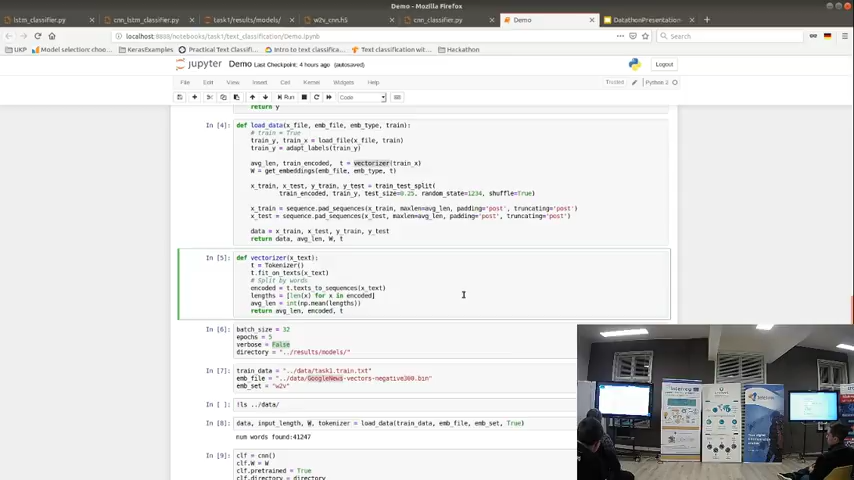 Demo - Mozilla Firefox
lstm_classifier.py
cnn_lstm_classifier.py
task1/results/models/
w2v_cnn.h5
cnn_classifier.py
Demo
DatathonPresentation
localhost:8888/notebooks/task1/text_classification/Demo.ipynb
Search
UKP
Model selection: choo...
KerasExamples
Practical Text Classif...
Intro to text classifica...
Text classification wit...
Hackathon
jupyter Demo Last Checkpoint: 4 hours ago (autosaved)
Logout
File Edit View Insert Cell Kernel Widgets Help
Trusted
Python 2
Run
Code
return y
In [4]: def load_data(x_file, emb_file, emb_type, train):
# train = True
train_y, train_x = load_file(x_file, train)
train_y = adapt_labels(train_y)
avg_len, train_encoded, t = vectorizer(train_x)
W = get_embeddings(emb_file, emb_type, t)
x_train, x_test, y_train, y_test = train_test_split(
train_encoded, train_y, test_size=0.25, random_state=1234, shuffle=True)
x_train = sequence.pad_sequences(x_train, maxlen=avg_len, padding='post', truncating='post')
x_test = sequence.pad_sequences(x_test, maxlen=avg_len, padding='post', truncating='post')
data = x_train, x_test, y_train, y_test
return data, avg_len, W, t
In [5]: def vectorizer(x_text):
t = Tokenizer()
t.fit_on_texts(x_text)
# Split by words
encoded = t.texts_to_sequences(x_text)
lengths = [len(x) for x in encoded]
avg_len = int(np.mean(lengths))
return avg_len, encoded, t
In [6]: batch_size = 32
epochs = 5
verbose = False
directory = "../results/models/"
In [7]: train_data = "../data/task1.train.txt"
emb_file = "../data/GoogleNews-vectors-negative300.bin"
emb_set = "w2v"
In [ ]: !ls ../data/
In [8]: data, input_length, W, tokenizer = load_data(train_data, emb_file, emb_set, True)
num words found:41247
In [9]: clf = cnn()
clf.W = W
clf.pretrained = True
clf.directory = directory